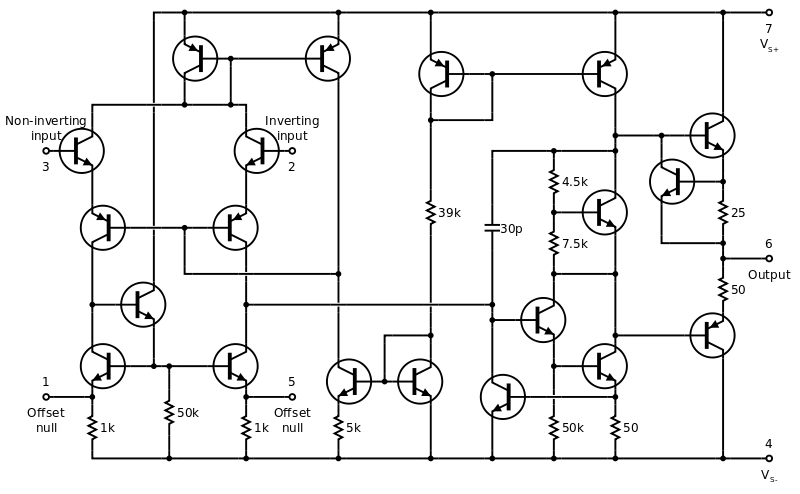 7
Vs+
Non-inverting
input
3
Inverting
input
2
4.5k
39k
25
30p
7.5k
6
Output
50
1
Offset
null
5
Offset
null
50k
1k
1k
5k
50k
50
4
Vs-